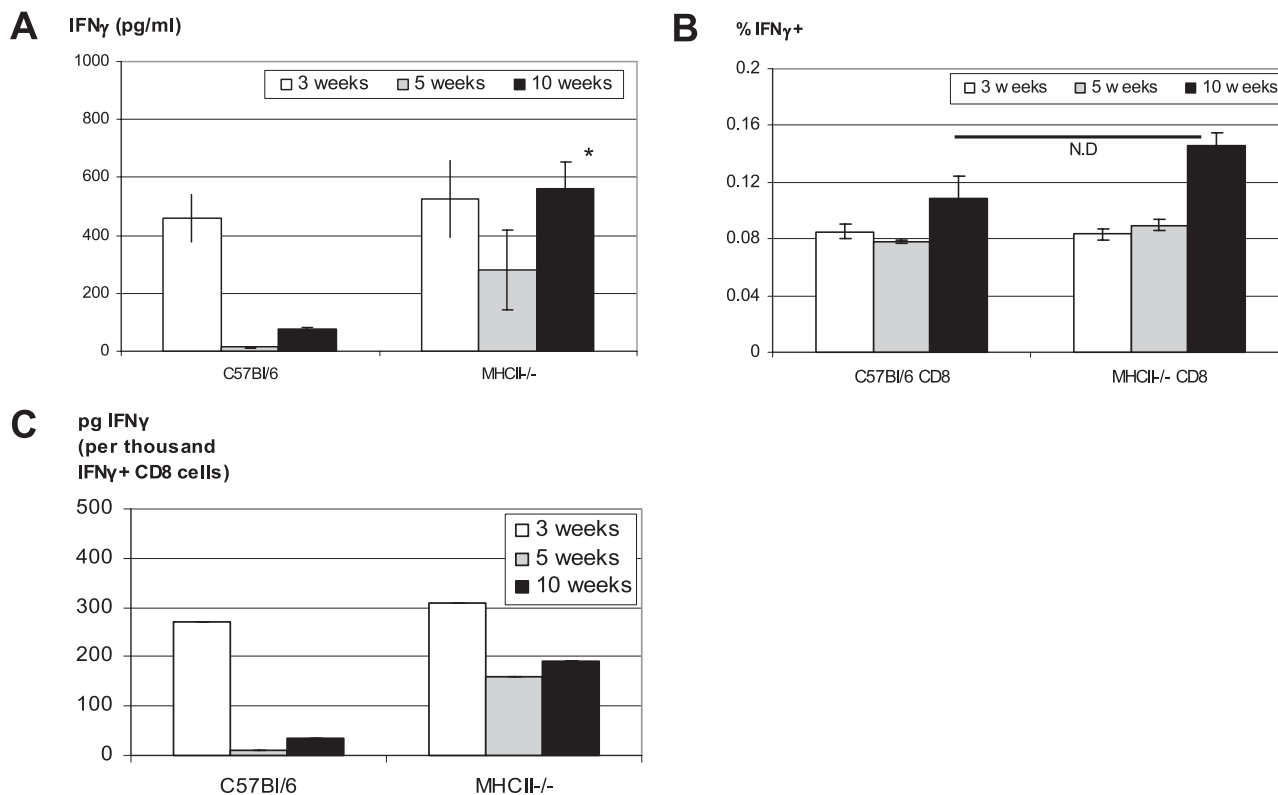 A
IFNγ (pg/ml)
1000
800
600
400
200
0
3 weeks 5 weeks 10 weeks
*
C57Bl/6 MHCII-/-
B
% IFNγ+
0.2
0.16
0.12
0.08
0.04
0
3 weeks 5 weeks 10 weeks
N.D
C57Bl/6 CD8 MHCII-/- CD8
C
pg IFNγ
(per thousand
IFNγ+ CD8 cells)
500
400
300
200
100
0
3 weeks
5 weeks
10 weeks
C57Bl/6 MHCII-/-